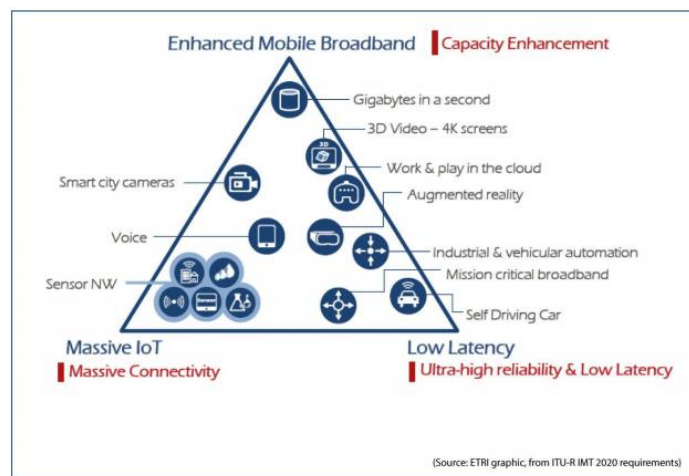 Enhanced Mobile Broadband
Capacity Enhancement
Gigabytes in a second
3D
3D Video – 4K screens
Work & play in the cloud
Smart city cameras
Augmented reality
Voice
Industrial & vehicular automation
Mission critical broadband
Sensor NW
Self Driving Car
Massive IoT
Low Latency
Massive Connectivity
Ultra-high reliability & Low Latency
(Source: ETRI graphic, from ITU-R IMT 2020 requirements)